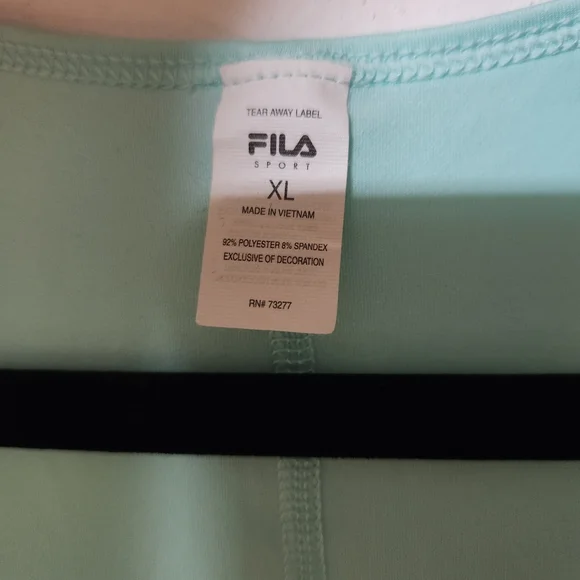 TEAR AWAY LABEL
FILA
SPORT
XL
MADE IN VIETNAM
92% POLYESTER 8% SPANDEX
EXCLUSIVE OF DECORATION
RN# 73277